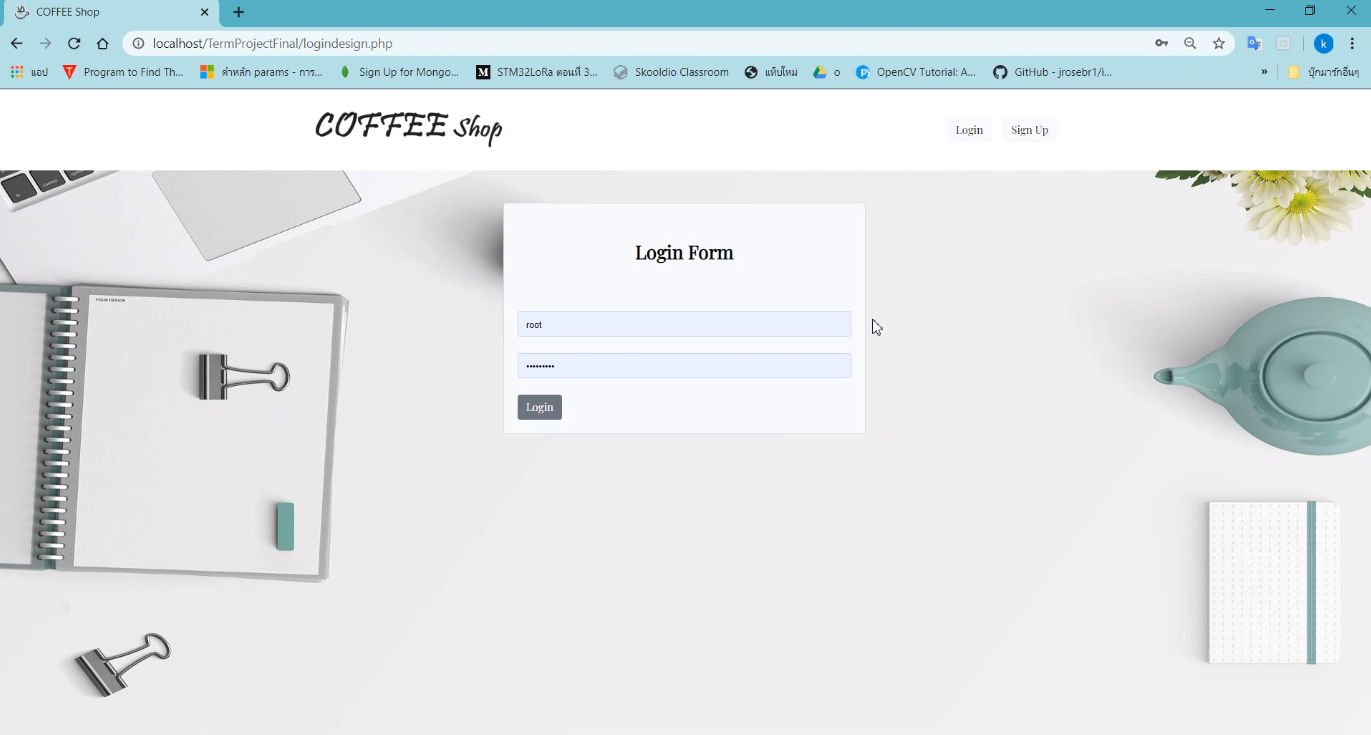 COFFEE Shop
localhost/TermProjectFinal/logindesign.php
k
แอป
Program to Find Th...
คำหลัก params - การ...
Sign Up for Mongo...
STM32LoRa ตอนที่ 3...
Skooldio Classroom
แท็บใหม่
o
OpenCV Tutorial: A...
GitHub - jrosebr1/i...
»
บุ๊กมาร์กอื่นๆ
COFFEE Shop
Login
Sign Up
Login Form
root
•••••••••
Login